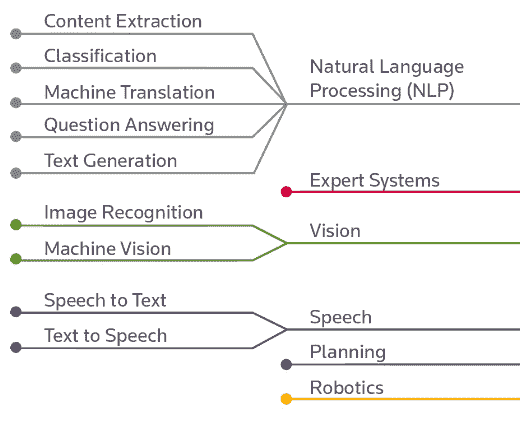 Content Extraction
Classification
Machine Translation
Question Answering
Text Generation
Natural Language
Processing (NLP)
Expert Systems
Image Recognition
Machine Vision
Vision
Speech to Text
Text to Speech
Speech
Planning
Robotics